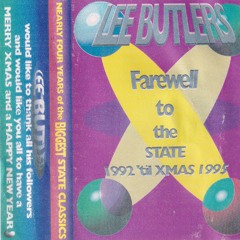 LEE BUTLERS
Farewell
to
the
STATE
1992 'til XMAS 1995
NEARLY FOUR YEARS of the BIGGEST STATE CLASSICS
LEE BUTLER
would like to thank all his followers
and would like you all to have a
MERRY XMAS and a HAPPY NEW YEAR!